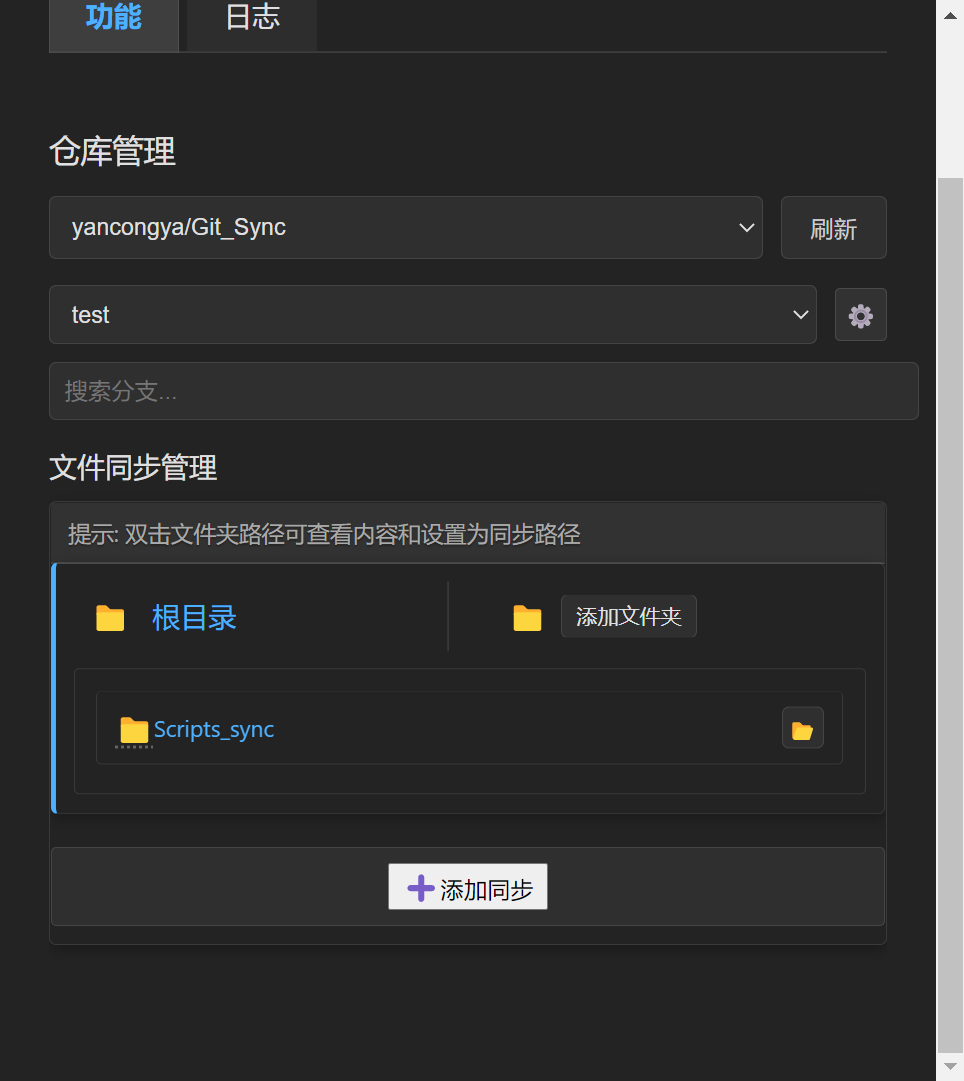 功能 日志
仓库管理
yancongya/Git_Sync 刷新
test
搜索分支...
文件同步管理
提示: 双击文件夹路径可查看内容和设置为同步路径
根目录 添加文件夹
Scripts_sync
添加同步